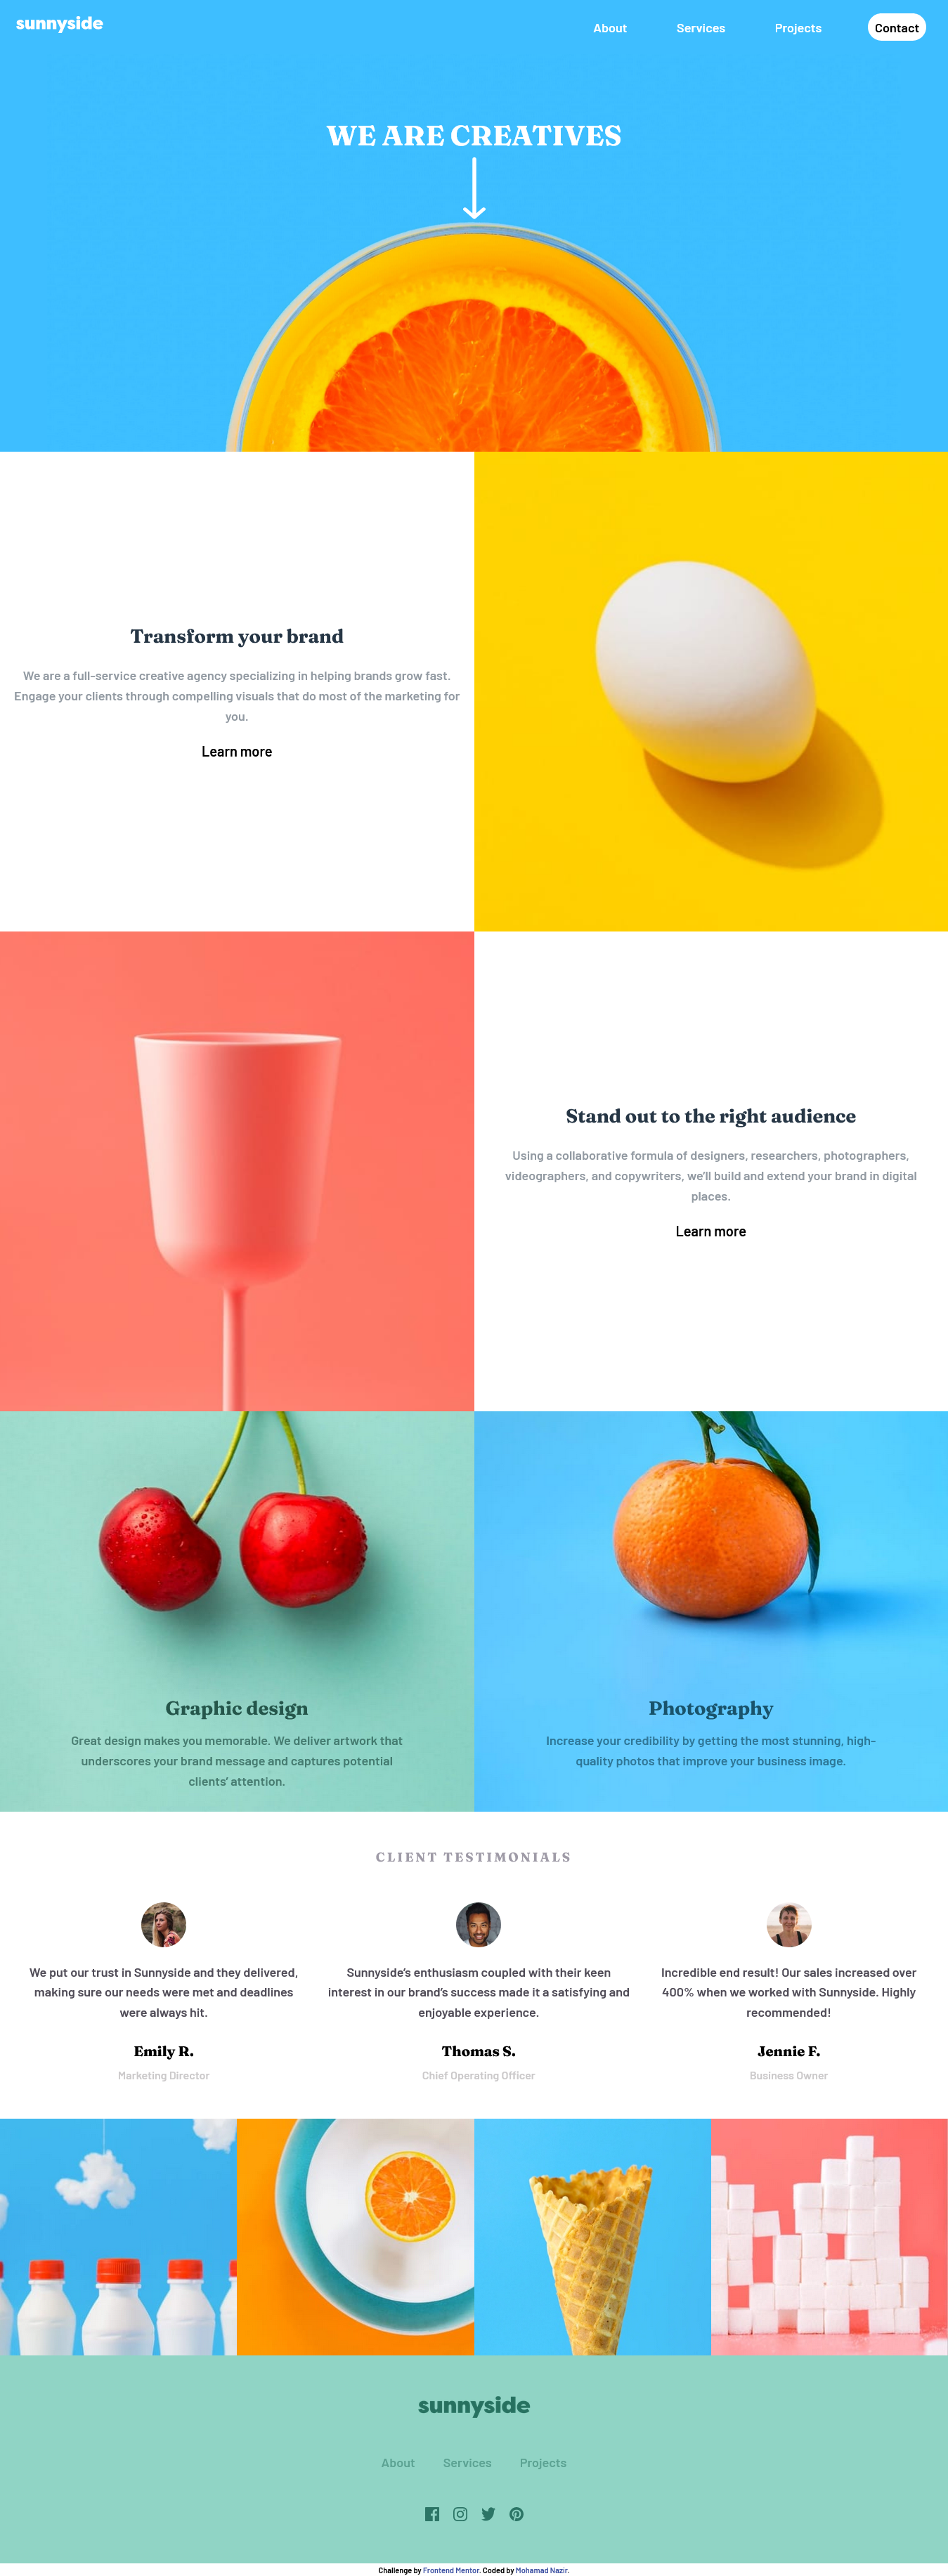 sunnyside
About Services Projects Contact
WE ARE CREATIVES
Transform your brand
We are a full-service creative agency specializing in helping brands grow fast.
Engage your clients through compelling visuals that do most of the marketing for
you.
Learn more
Stand out to the right audience
Using a collaborative formula of designers, researchers, photographers,
videographers, and copywriters, we’ll build and extend your brand in digital
places.
Learn more
Graphic design
Great design makes you memorable. We deliver artwork that
underscores your brand message and captures potential
clients’ attention.
Photography
Increase your credibility by getting the most stunning, high-
quality photos that improve your business image.
CLIENT TESTIMONIALS
We put our trust in Sunnyside and they delivered,
making sure our needs were met and deadlines
were always hit.
Emily R.
Marketing Director
Sunnyside’s enthusiasm coupled with their keen
interest in our brand’s success made it a satisfying and
enjoyable experience.
Thomas S.
Chief Operating Officer
Incredible end result! Our sales increased over
400% when we worked with Sunnyside. Highly
recommended!
Jennie F.
Business Owner
sunnyside
About Services Projects
Challenge by Frontend Mentor. Coded by Mohamad Nazir.